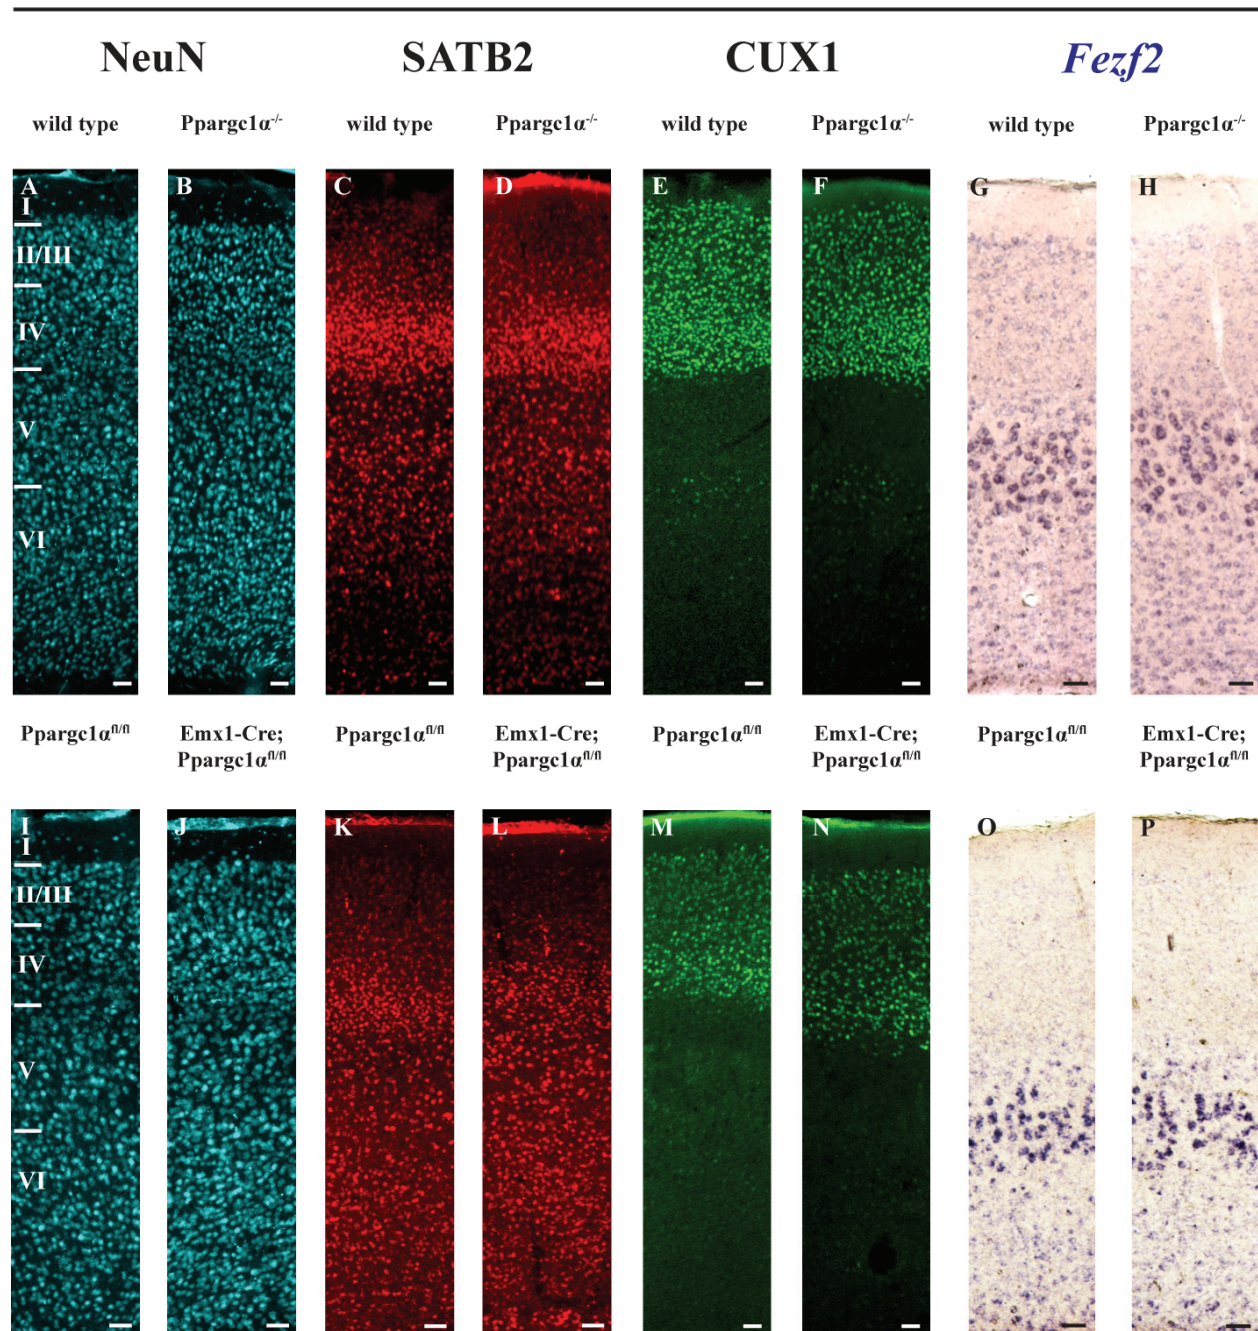 NeuN SATB2 CUX1 Fezf2
wild type Ppargc1α-/- wild type Ppargc1α-/- wild type Ppargc1α-/- wild type Ppargc1α-/-
A B C D E F G H
I
II/III
IV
V
VI
Ppargc1αfl/fl Emx1-Cre; Ppargc1αfl/fl Emx1-Cre; Ppargc1αfl/fl Emx1-Cre; Ppargc1αfl/fl Emx1-Cre;
Ppargc1αfl/fl Ppargc1αfl/fl Ppargc1αfl/fl Ppargc1αfl/fl
I J K L M N O P
I
II/III
IV
V
VI